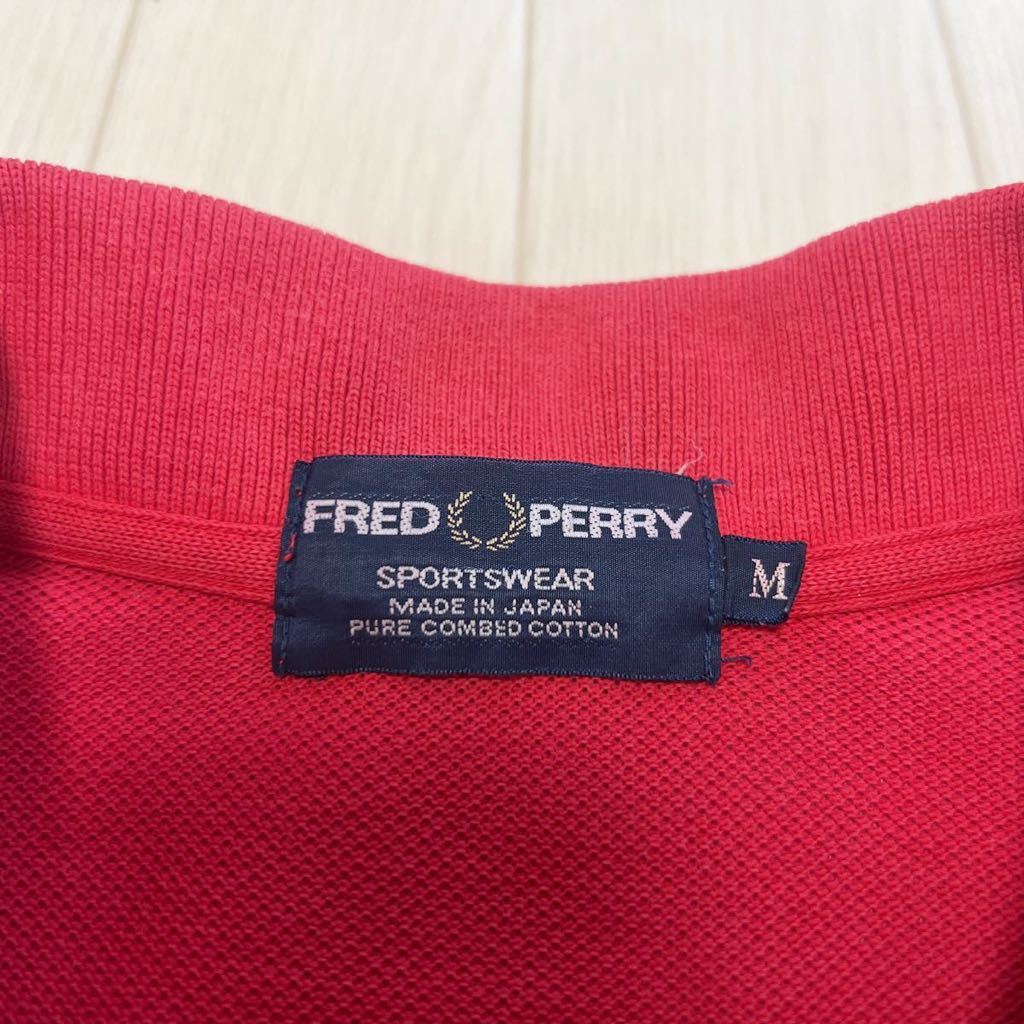 FRED PERRY
SPORTSWEAR
MADE IN JAPAN
PURE COMBED COTTON
M